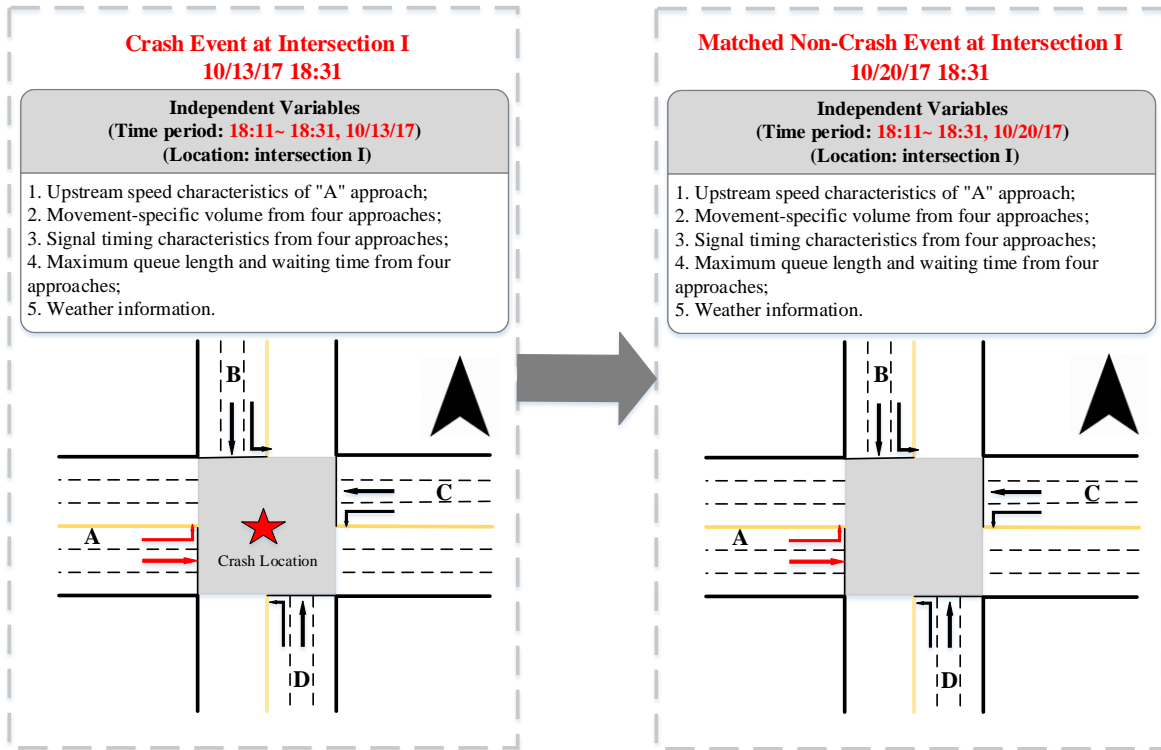 Crash Event at Intersection I
10/13/17 18:31
Independent Variables
(Time period: 18:11~ 18:31, 10/13/17)
(Location: intersection I)
1. Upstream speed characteristics of "A" approach;
2. Movement-specific volume from four approaches;
3. Signal timing characteristics from four approaches;
4. Maximum queue length and waiting time from four
approaches;
5. Weather information.
B
C
A
Crash Location
D
Matched Non-Crash Event at Intersection I
10/20/17 18:31
Independent Variables
(Time period: 18:11~ 18:31, 10/20/17)
(Location: intersection I)
1. Upstream speed characteristics of "A" approach;
2. Movement-specific volume from four approaches;
3. Signal timing characteristics from four approaches;
4. Maximum queue length and waiting time from four
approaches;
5. Weather information.
B
C
A
D